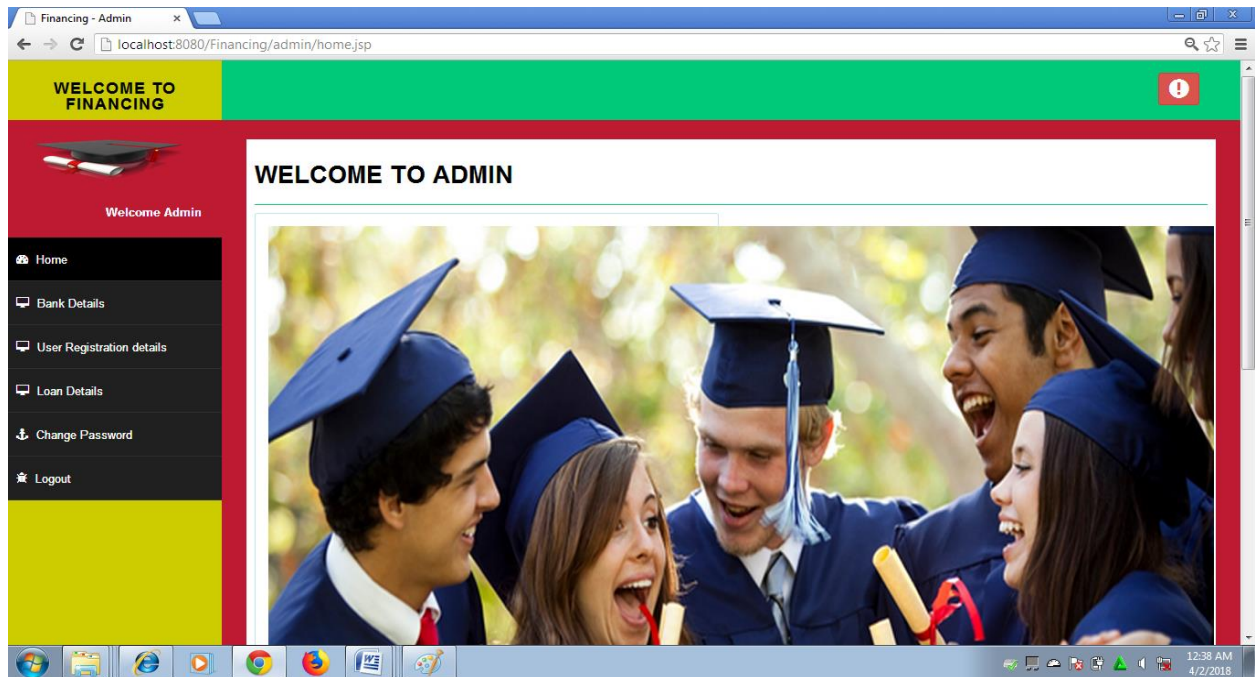 Financing - Admin
localhost:8080/Financing/admin/home.jsp
WELCOME TO
FINANCING
Welcome Admin
WELCOME TO ADMIN
Home
Bank Details
User Registration details
Loan Details
Change Password
Logout
12:38 AM
4/2/2018